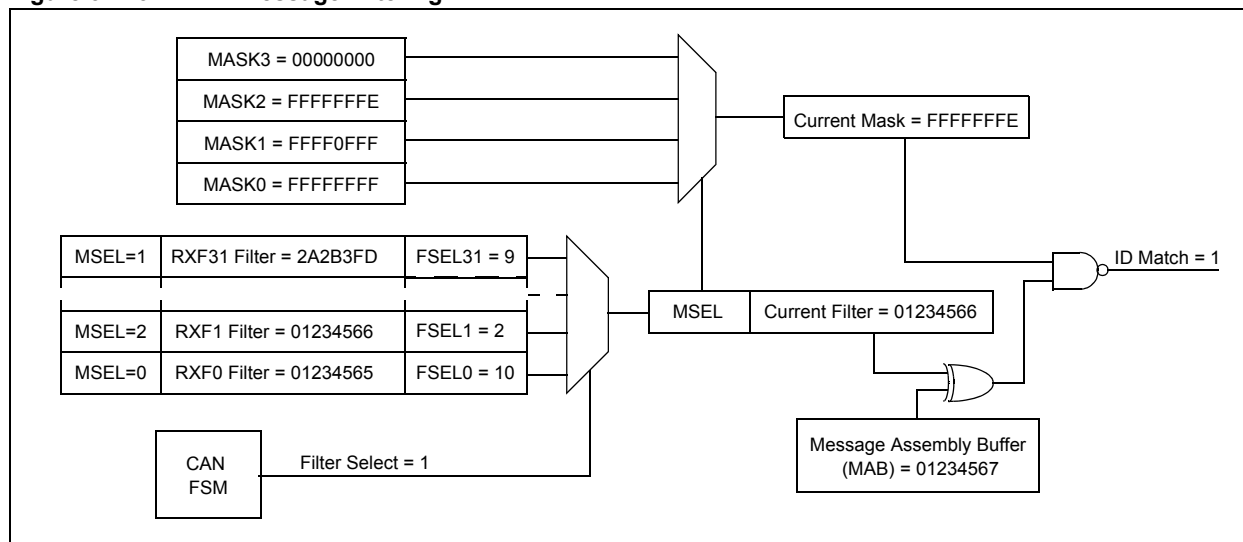 MASK3 = 00000000
MASK2 = FFFFFFFE
MASK1 = FFFF0FFF
MASK0 = FFFFFFFF
Current Mask = FFFFFFFE
MSEL=1 RXF31 Filter = 2A2B3FD FSEL31 = 9
MSEL=2 RXF1 Filter = 01234566 FSEL1 = 2
MSEL=0 RXF0 Filter = 01234565 FSEL0 = 10
MSEL Current Filter = 01234566
ID Match = 1
CAN
FSM
Filter Select = 1
Message Assembly Buffer
(MAB) = 01234567